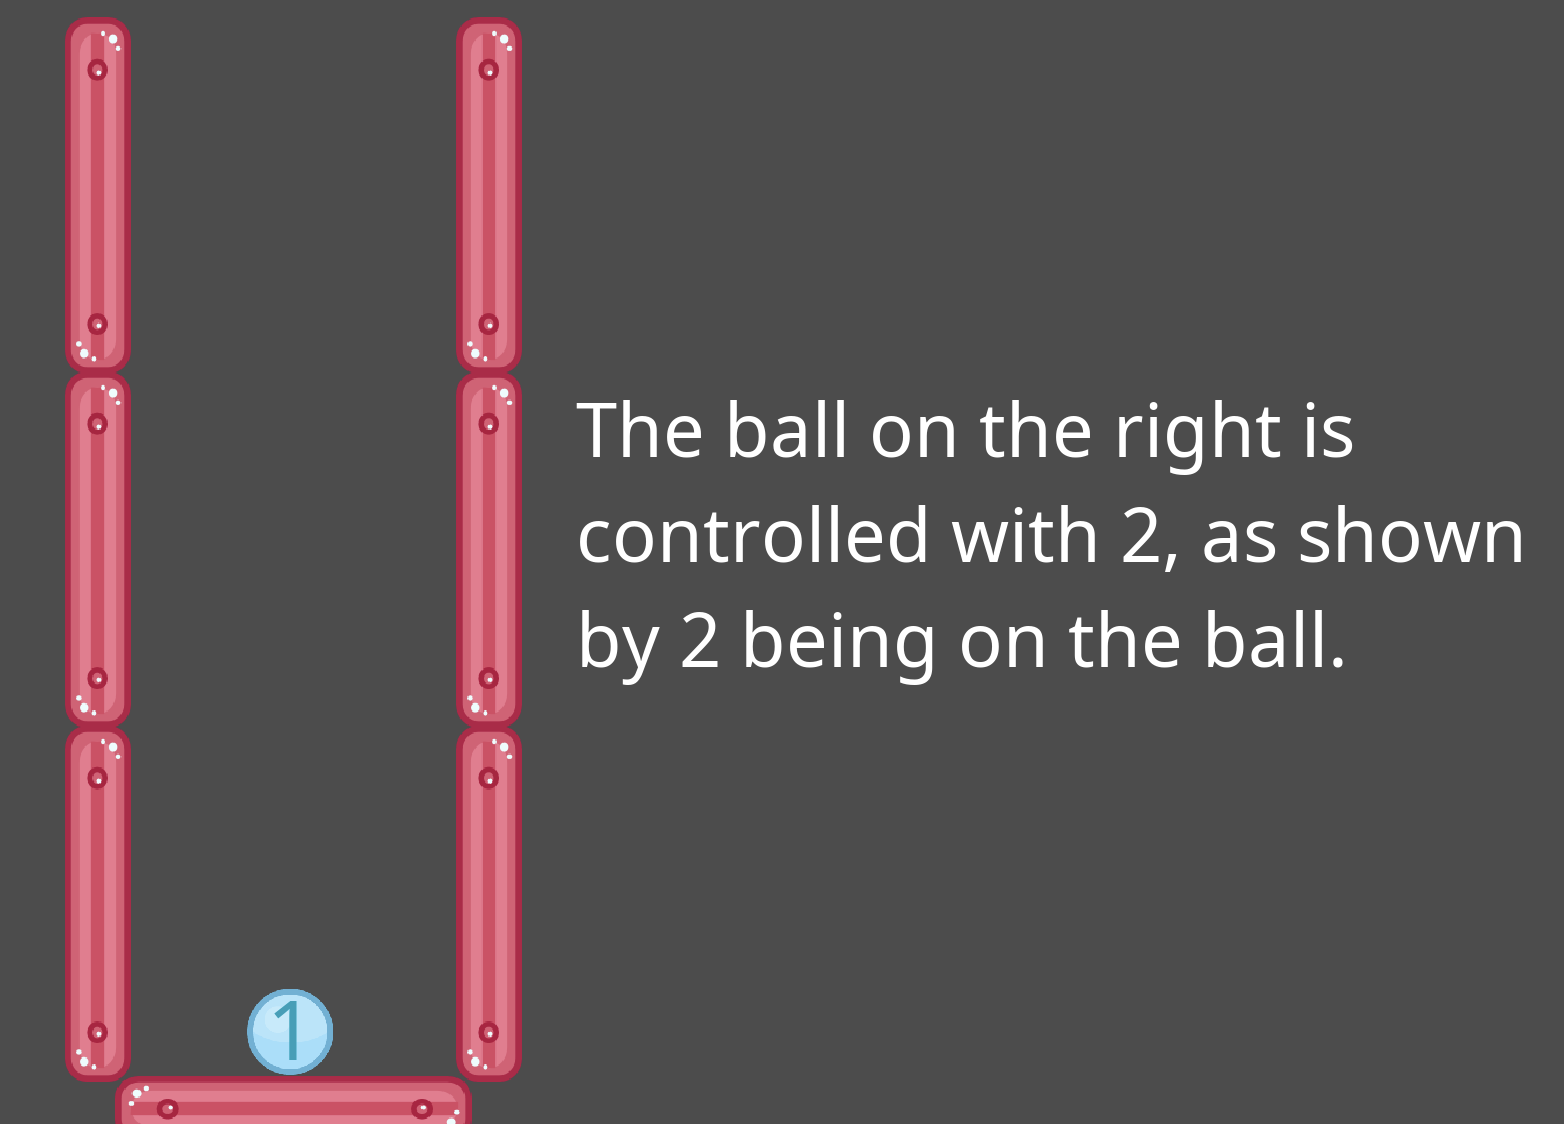 The ball on the right is
controlled with 2, as shown
by 2 being on the ball.
1